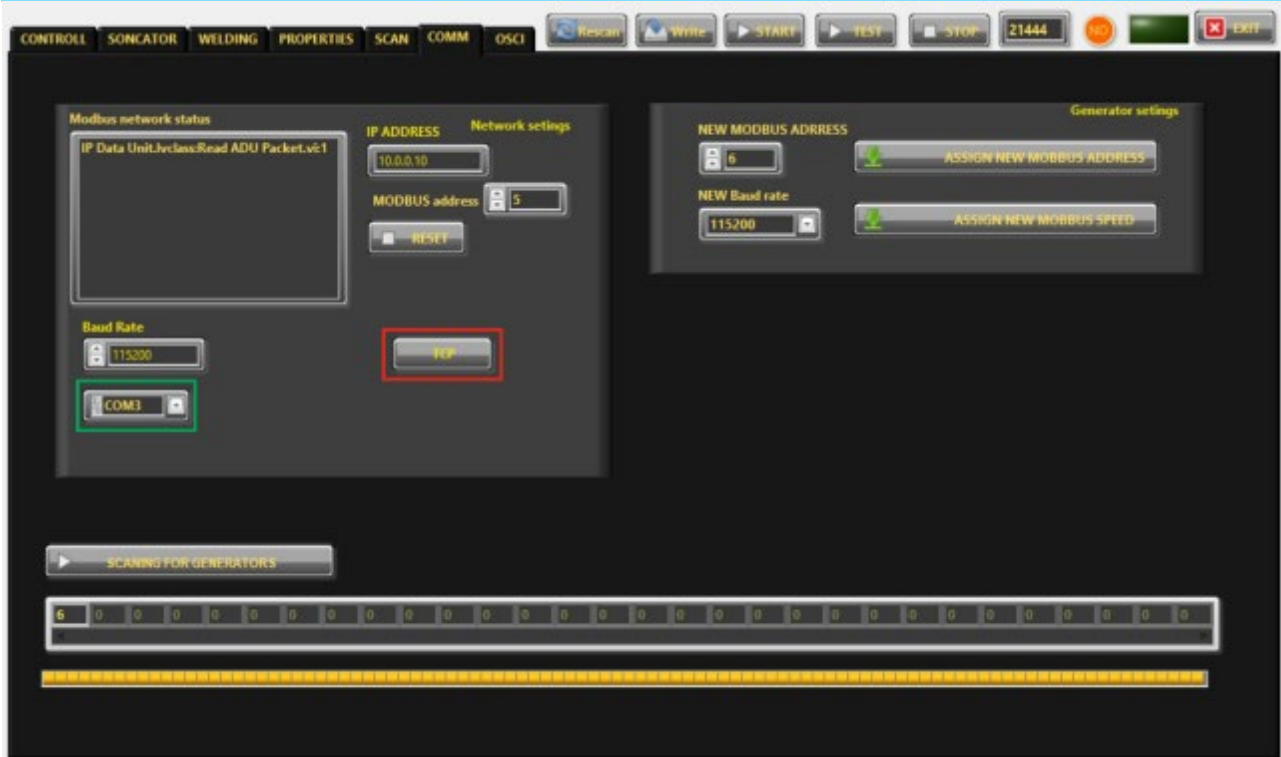 CONTROLL SONCATOR WELDING PROPERTIES SCAN COMM OSCI Rescan Write START TEST STOP 21444 NO EXIT
Modbus network status
IP Data Unit.lvclass:Read ADU Packet.vi:1
Network setings
IP ADDRESS
10.0.0.10
MODBUS address 5
RESET
Baud Rate
115200
TCP
COM3
Generator setings
NEW MODBUS ADRRESS
6
ASSIGN NEW MOBBUS ADDRESS
NEW Baud rate
115200
ASSIGN NEW MOBBUS SPEED
SCANING FOR GENERATORS
6 0 0 0 0 0 0 0 0 0 0 0 0 0 0 0 0 0 0 0 0 0 0 0 0 0 0 0 0 0